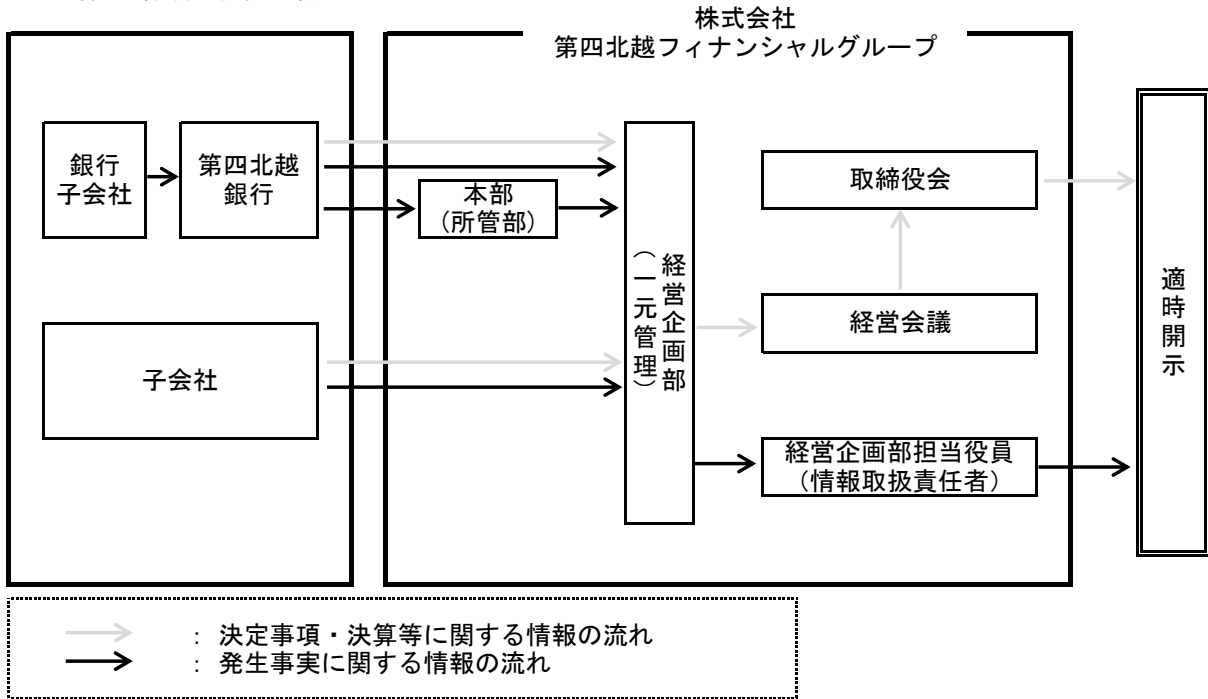 株式会社
第四北越フィナンシャルグループ
銀行
子会社
第四北越
銀行
本部
（所管部）
子会社
経営企画部
（一元管理）
取締役会
経営会議
経営企画部担当役員
（情報取扱責任者）
適時開示
： 決定事項・決算等に関する情報の流れ
： 発生事実に関する情報の流れ